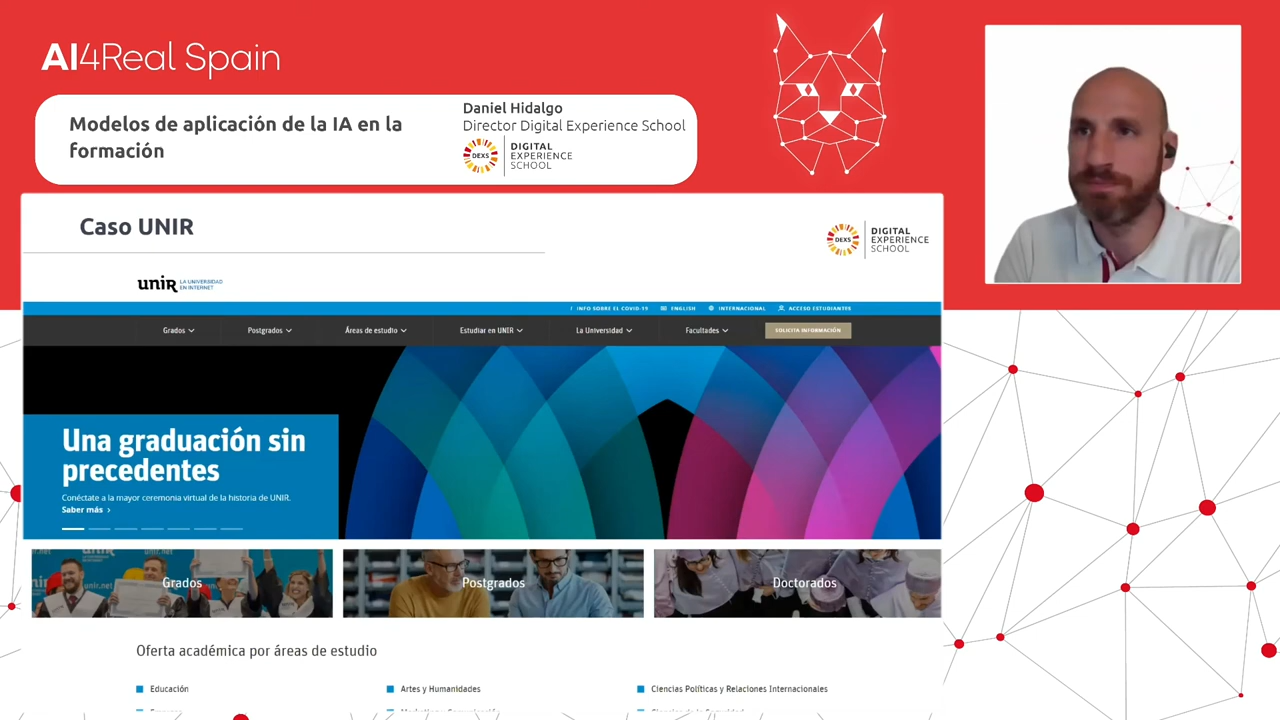 AI4Real Spain
Modelos de aplicación de la IA en la
formación
Daniel Hidalgo
Director Digital Experience School
DEXS
DIGITAL
EXPERIENCE
SCHOOL
Caso UNIR
DEXS
DIGITAL
EXPERIENCE
SCHOOL
unir LA UNIVERSIDAD
EN INTERNET
INFO SOBRE EL COVID-19 ENGLISH INTERNACIONAL ACCESO ESTUDIANTES
Grados Postgrados Áreas de estudio Estudiar en UNIR La Universidad Facultades SOLICITA INFORMACIÓN
Una graduación sin
precedentes
Conéctate a la mayor ceremonia virtual de la historia de UNIR.
Saber más
unir.net
Grados Postgrados Doctorados
Oferta académica por áreas de estudio
Educación Artes y Humanidades Ciencias Políticas y Relaciones Internacionales